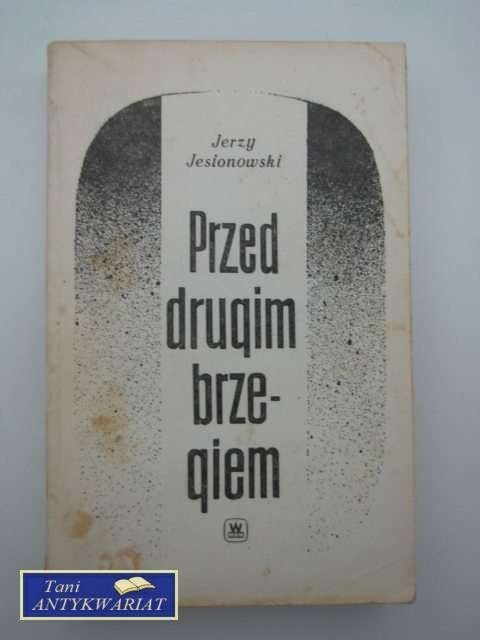 Jerzy
Jesionowski
Przed
drugim
brze-
giem
W
Tani
ANTYKWARIAT